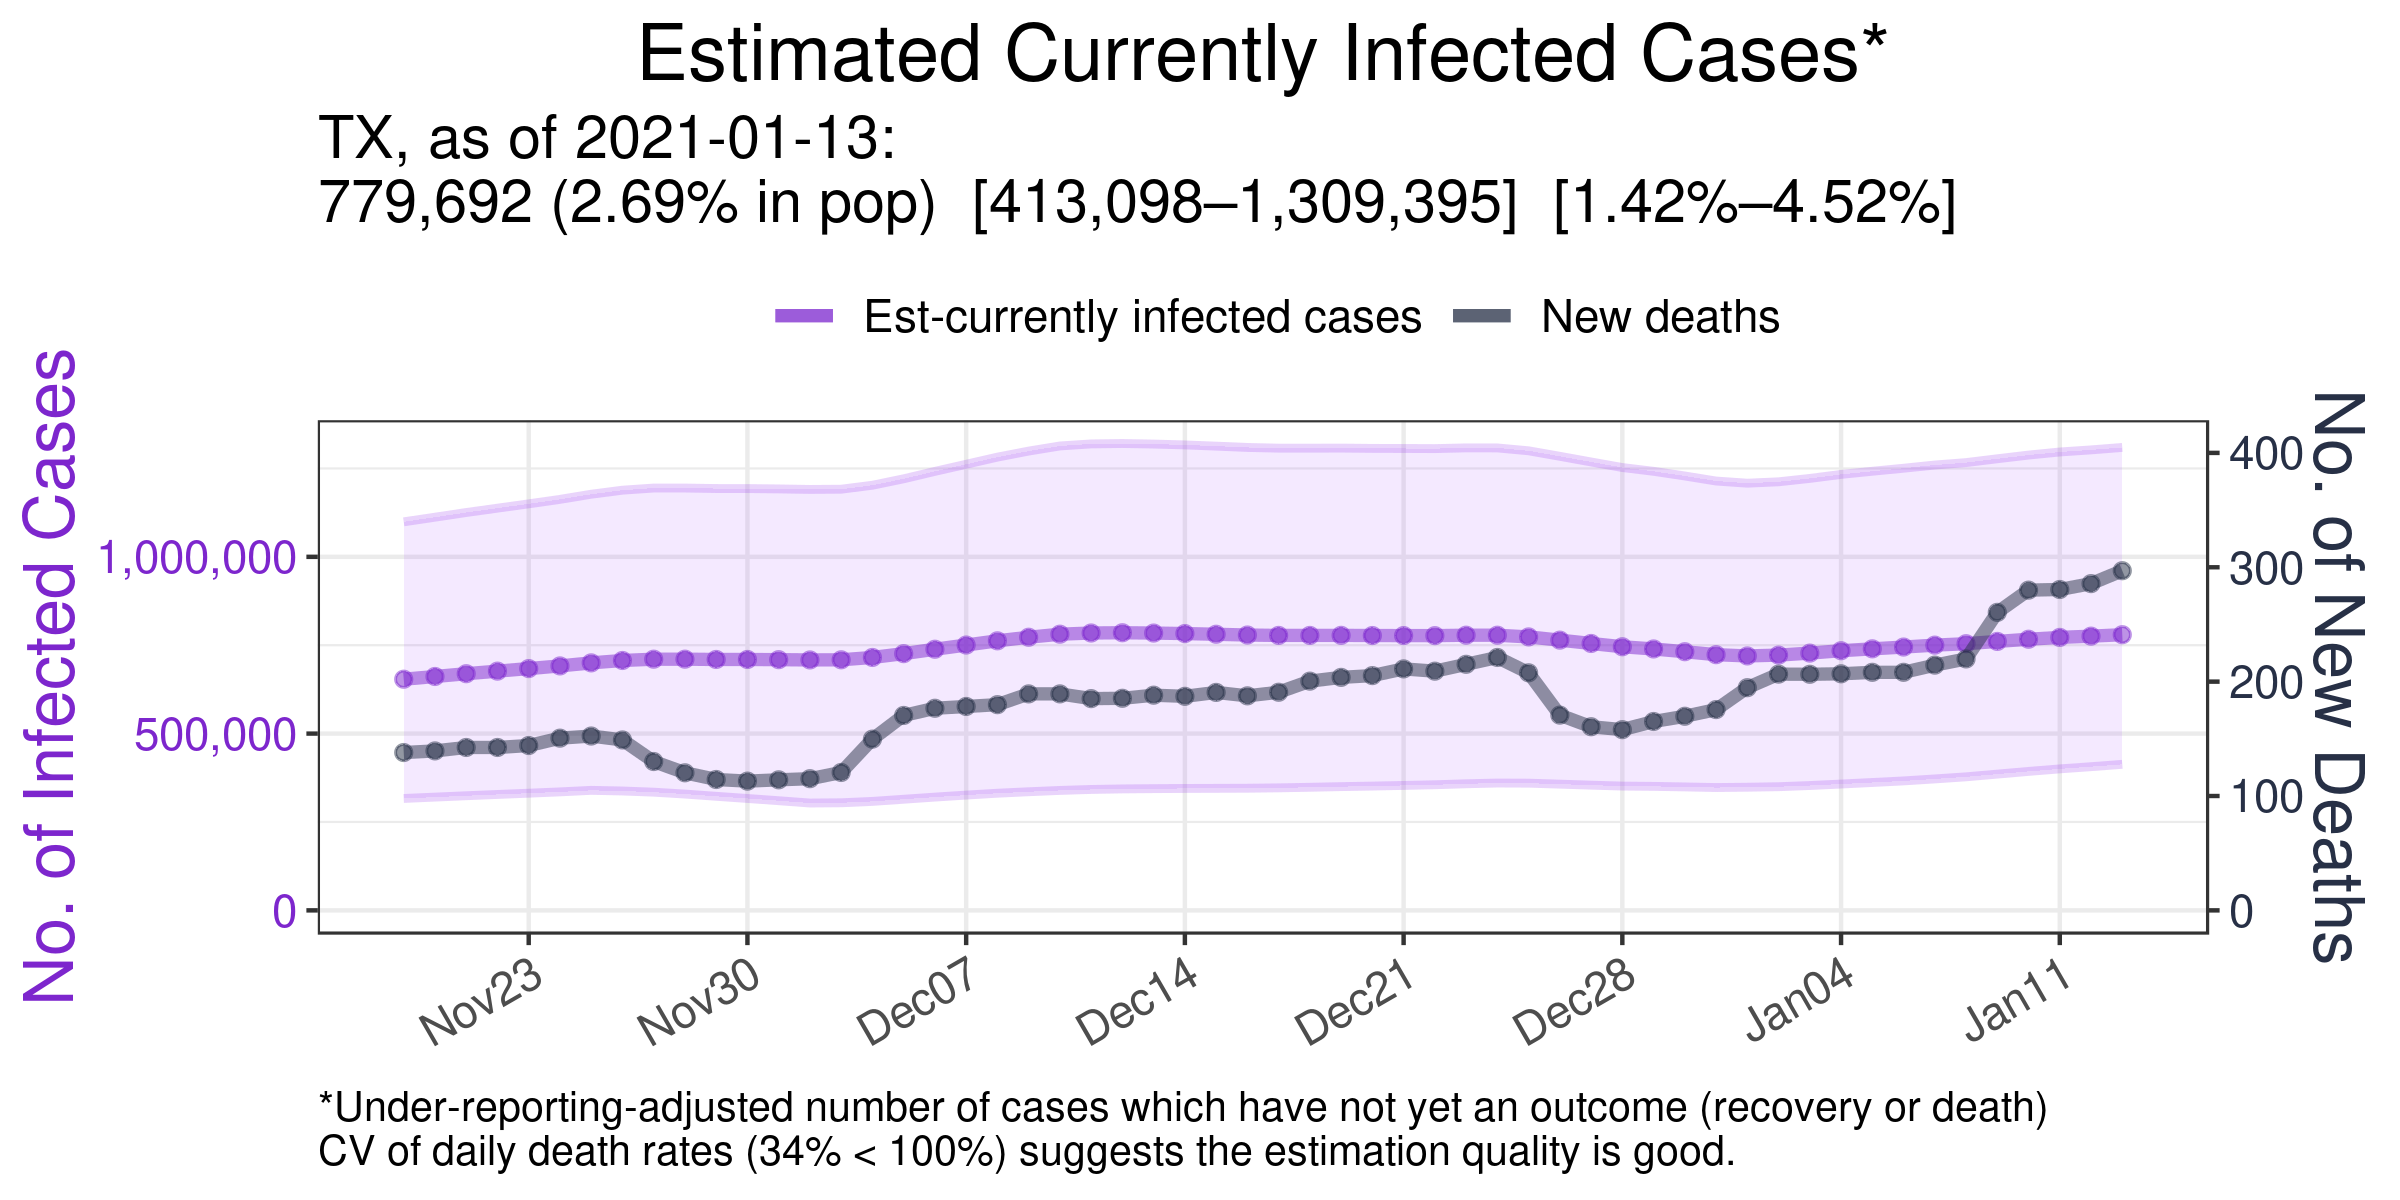 Estimated Currently Infected Cases*
TX, as of 2021-01-13:
779,692 (2.69% in pop)  [413,098–1,309,395]  [1.42%–4.52%]
Est-currently infected cases
New deaths
No. of Infected Cases
1,000,000
500,000
0
No. of New Deaths
400
300
200
100
0
Nov23
Nov30
Dec07
Dec14
Dec21
Dec28
Jan04
Jan11
*Under-reporting-adjusted number of cases which have not yet an outcome (recovery or death)
CV of daily death rates (34% < 100%) suggests the estimation quality is good.